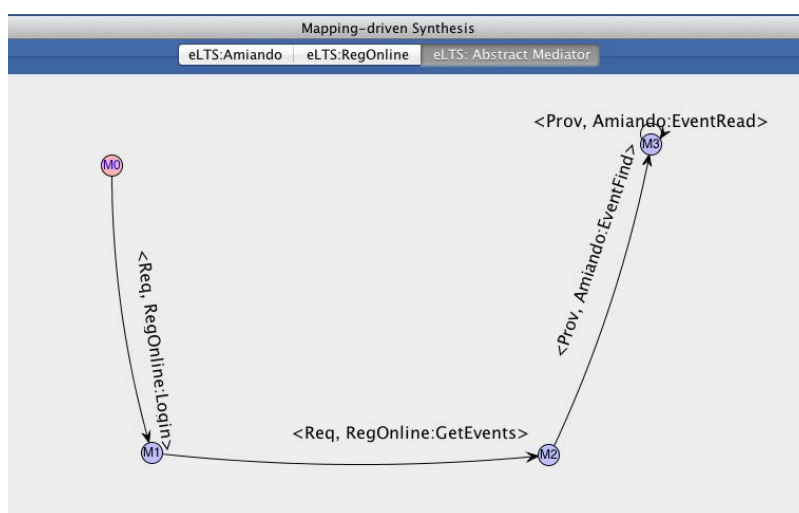 Mapping-driven Synthesis
eLTS:Amiando eLTS:RegOnline eLTS: Abstract Mediator
<Prov, Amiando:EventRead>
M3
M0
<Prov, Amiando:EventFind>
<Req, RegOnline:Login>
<Req, RegOnline:GetEvents>
M1
M2